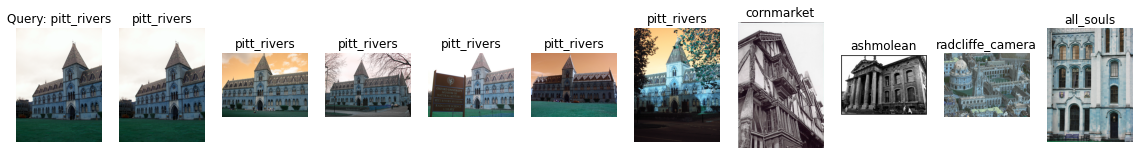 Query: pitt_rivers
pitt_rivers
pitt_rivers
pitt_rivers
pitt_rivers
pitt_rivers
pitt_rivers
cornmarket
ashmolean
radcliffe_camera
all_souls